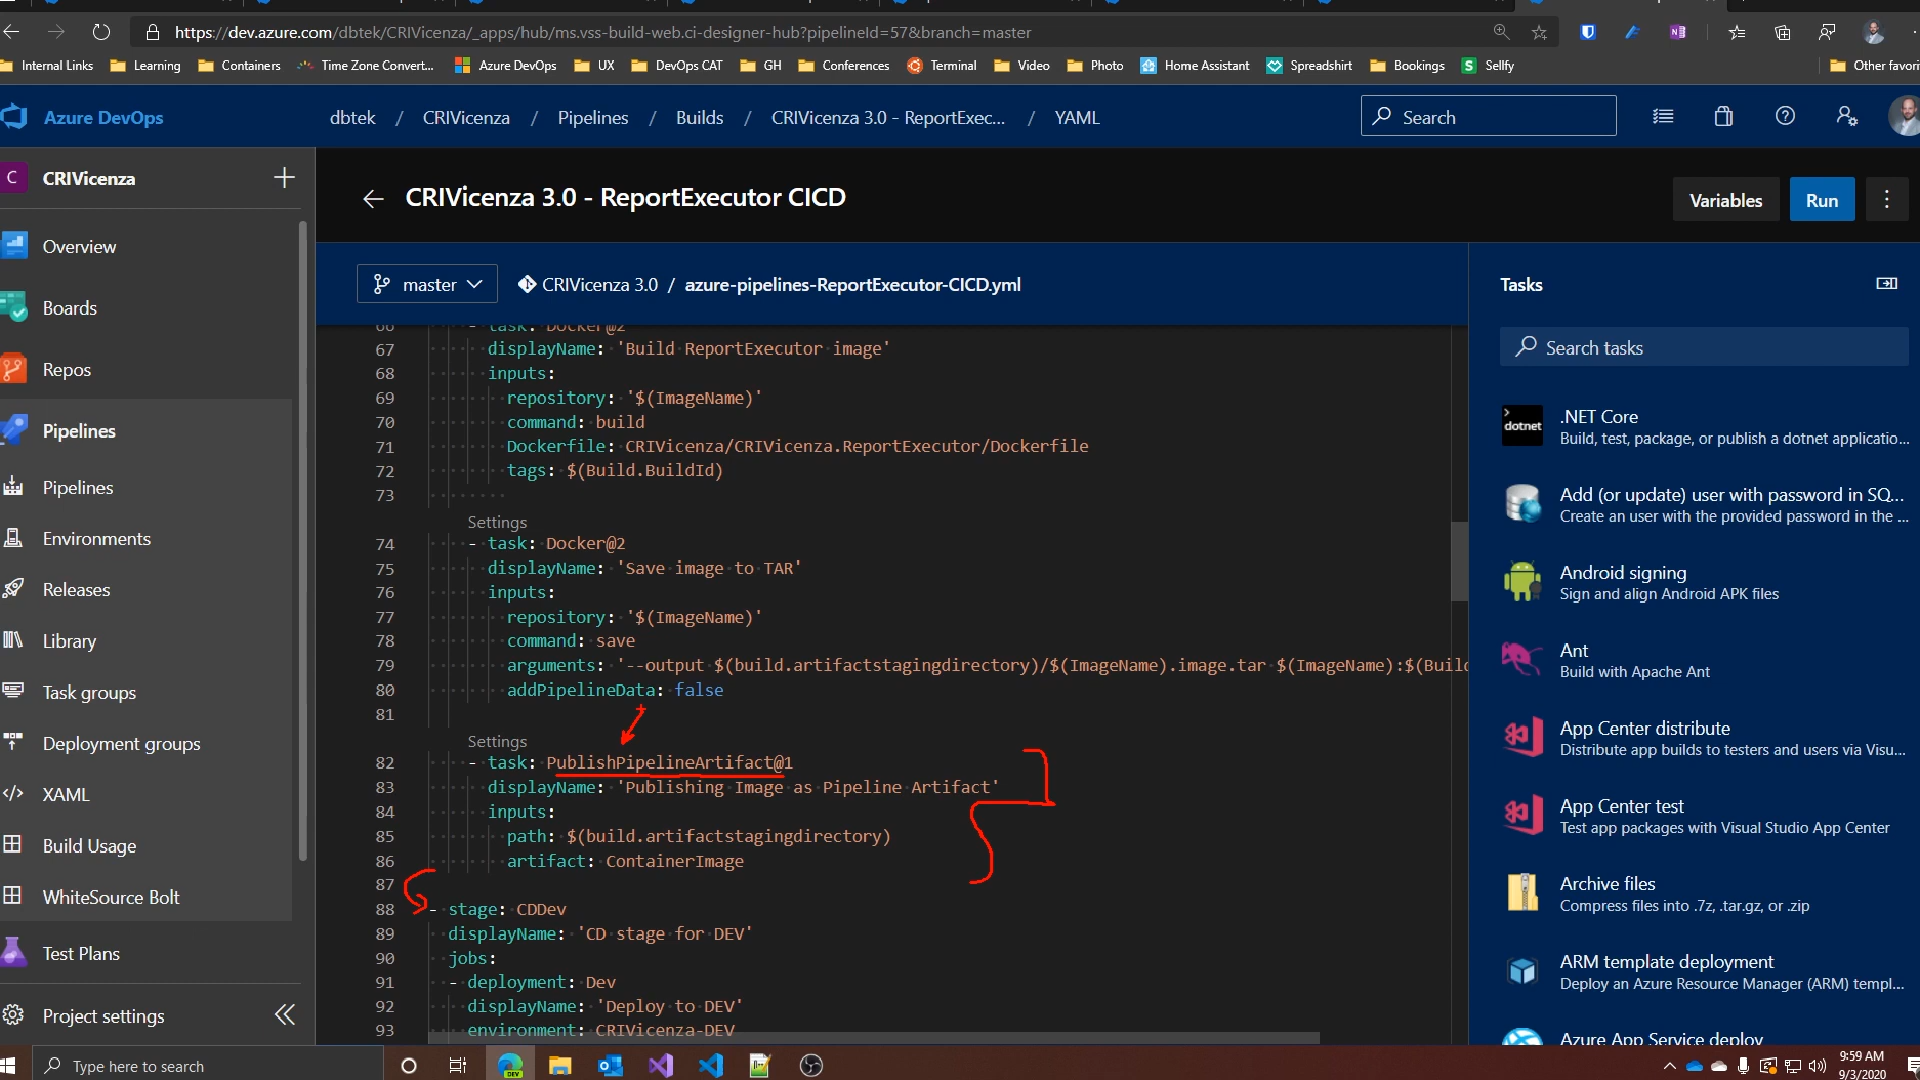 https://dev.azure.com/dbtek/CRIVicenza/_apps/hub/ms.vss-build-web.ci-designer-hub?pipelineId=57&branch=master
Internal Links Learning Containers Time Zone Convert... Azure DevOps UX DevOps CAT GH Conferences Terminal Video Photo Home Assistant Spreadshirt Bookings Sellfy Other favori
Azure DevOps dbtek / CRIVicenza / Pipelines / Builds / CRIVicenza 3.0 - ReportExec... / YAML Search
C CRIVicenza
Overview
Boards
Repos
Pipelines
Pipelines
Environments
Releases
Library
Task groups
Deployment groups
XAML
Build Usage
WhiteSource Bolt
Test Plans
Project settings
CRIVicenza 3.0 - ReportExecutor CICD Variables Run
master CRIVicenza 3.0 / azure-pipelines-ReportExecutor-CICD.yml
66 - task: Docker@2
67 displayName: 'Build ReportExecutor image'
68 inputs:
69 repository: '$(ImageName)'
70 command: build
71 Dockerfile: CRIVicenza/CRIVicenza.ReportExecutor/Dockerfile
72 tags: $(Build.BuildId)
73
Settings
74 - task: Docker@2
75 displayName: 'Save image to TAR'
76 inputs:
77 repository: '$(ImageName)'
78 command: save
79 arguments: '--output $(build.artifactstagingdirectory)/$(ImageName).image.tar $(ImageName):$(Build
80 addPipelineData: false
81
Settings
82 - task: PublishPipelineArtifact@1
83 displayName: 'Publishing Image as Pipeline Artifact'
84 inputs:
85 path: $(build.artifactstagingdirectory)
86 artifact: ContainerImage
87
88 - stage: CDDev
89 displayName: 'CD stage for DEV'
90 jobs:
91 - deployment: Dev
92 displayName: 'Deploy to DEV'
93 environment: CRIVicenza-DEV
Tasks
Search tasks
dotnet
.NET Core
Build, test, package, or publish a dotnet applicatio...
Add (or update) user with password in SQ...
Create an user with the provided password in the ...
Android signing
Sign and align Android APK files
Ant
Build with Apache Ant
App Center distribute
Distribute app builds to testers and users via Visu...
App Center test
Test app packages with Visual Studio App Center
Archive files
Compress files into .7z, .tar.gz, or .zip
ARM template deployment
Deploy an Azure Resource Manager (ARM) templ...
Azure App Service deploy
Type here to search
DEV
9:59 AM
9/3/2020